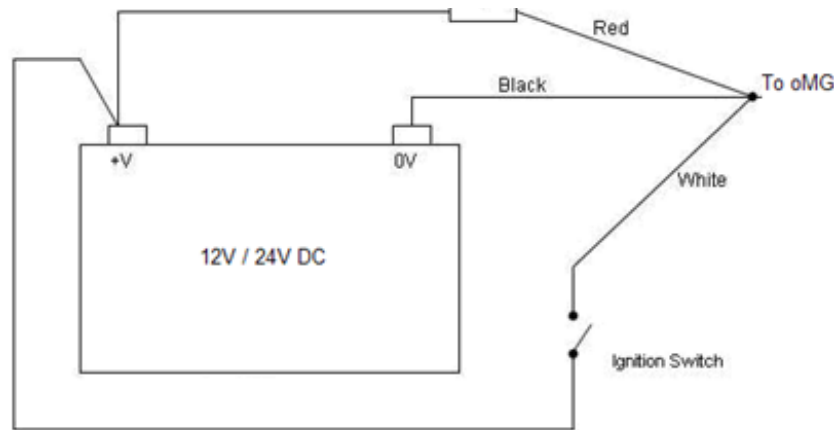 Red
To oMG
Black
+V
0V
White
12V / 24V DC
Ignition Switch